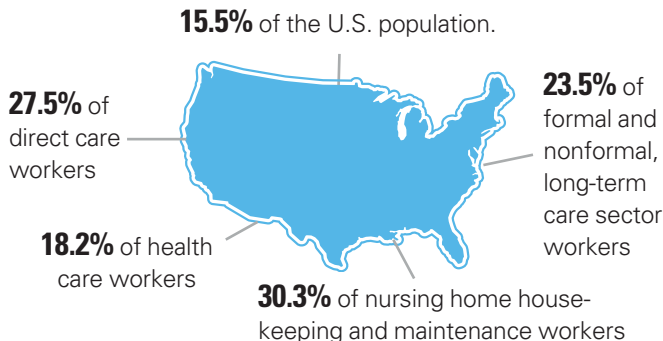 15.5% of the U.S. population.
27.5% of
direct care
workers
23.5% of
formal and
nonformal,
long-term
care sector
workers
18.2% of health
care workers
30.3% of nursing home house-
keeping and maintenance workers